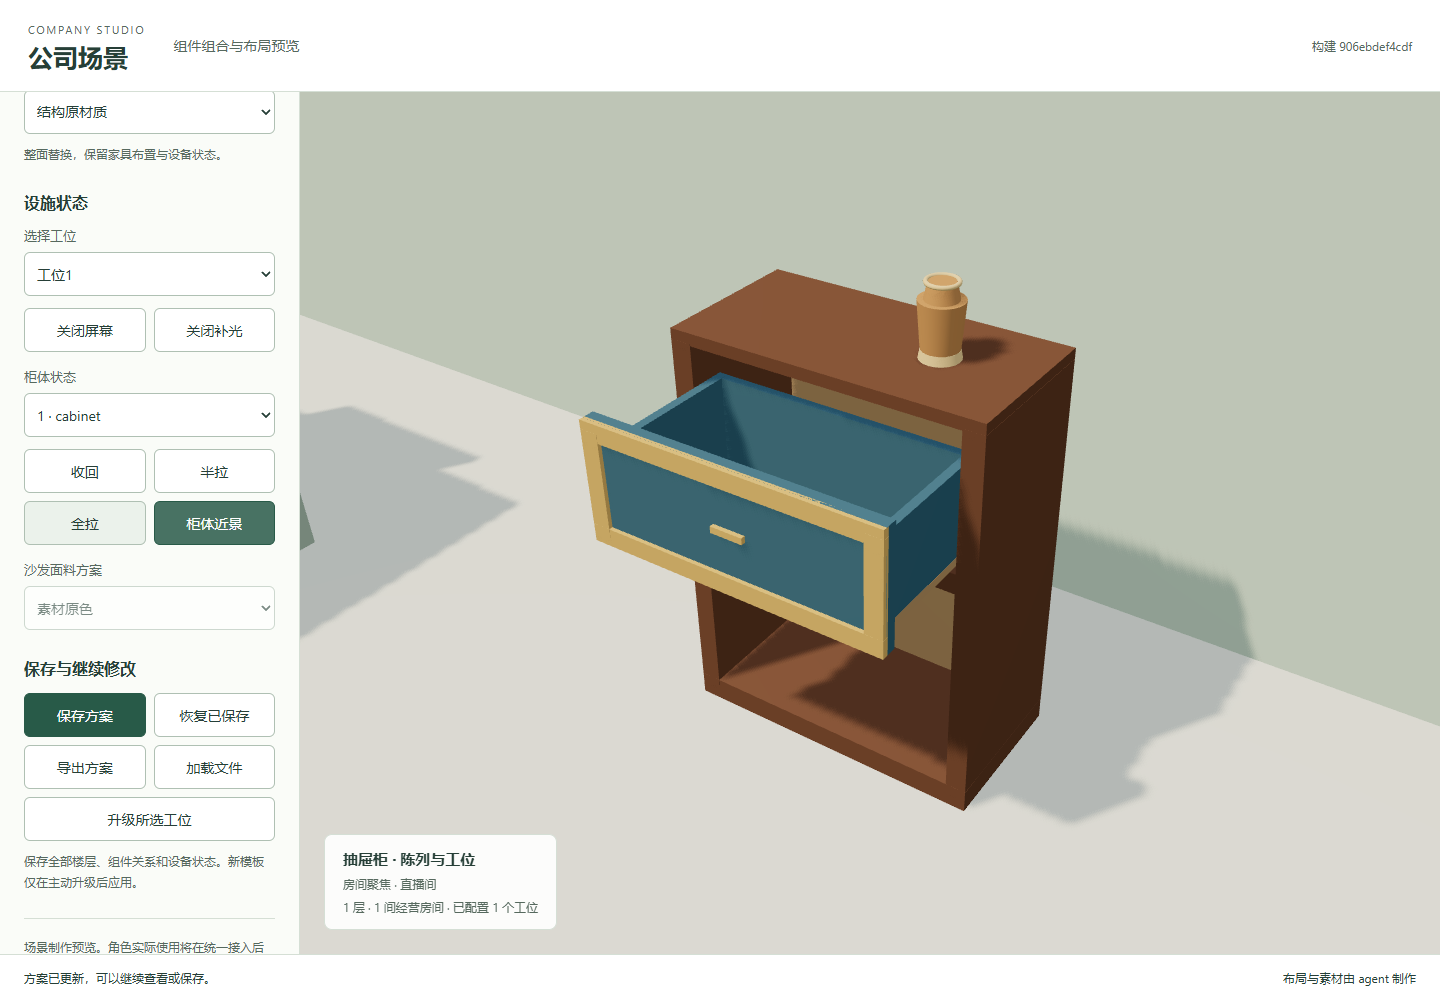 COMPANY STUDIO
公司场景
组件组合与布局预览
构建 906ebdef4cdf
结构原材质
整面替换，保留家具布置与设备状态。
设施状态
选择工位
工位1
关闭屏幕
关闭补光
柜体状态
1 · cabinet
收回
半拉
全拉
柜体近景
沙发面料方案
素材原色
保存与继续修改
保存方案
恢复已保存
导出方案
加载文件
升级所选工位
保存全部楼层、组件关系和设备状态。新模板
仅在主动升级后应用。
场景制作预览。角色实际使用将在统一接入后
抽屉柜 · 陈列与工位
房间聚焦 · 直播间
1 层 · 1 间经营房间 · 已配置 1 个工位
方案已更新，可以继续查看或保存。
布局与素材由 agent 制作